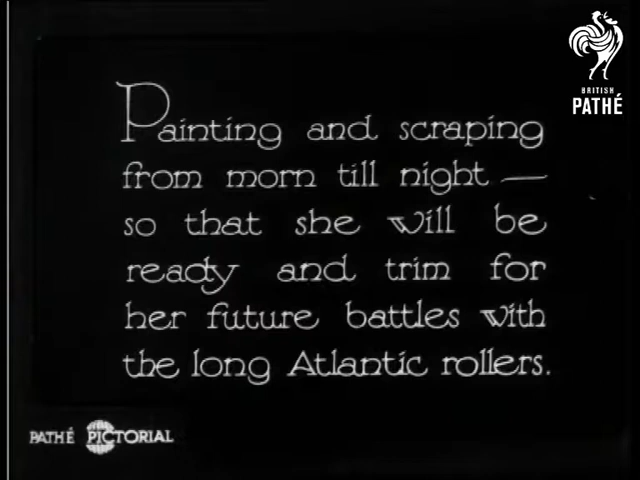 BRITISH
PATHÉ
Painting and scraping
from morn till night —
so that she will be
ready and trim for
her future battles with
the long Atlantic rollers.
PATHÉ PICTORIAL